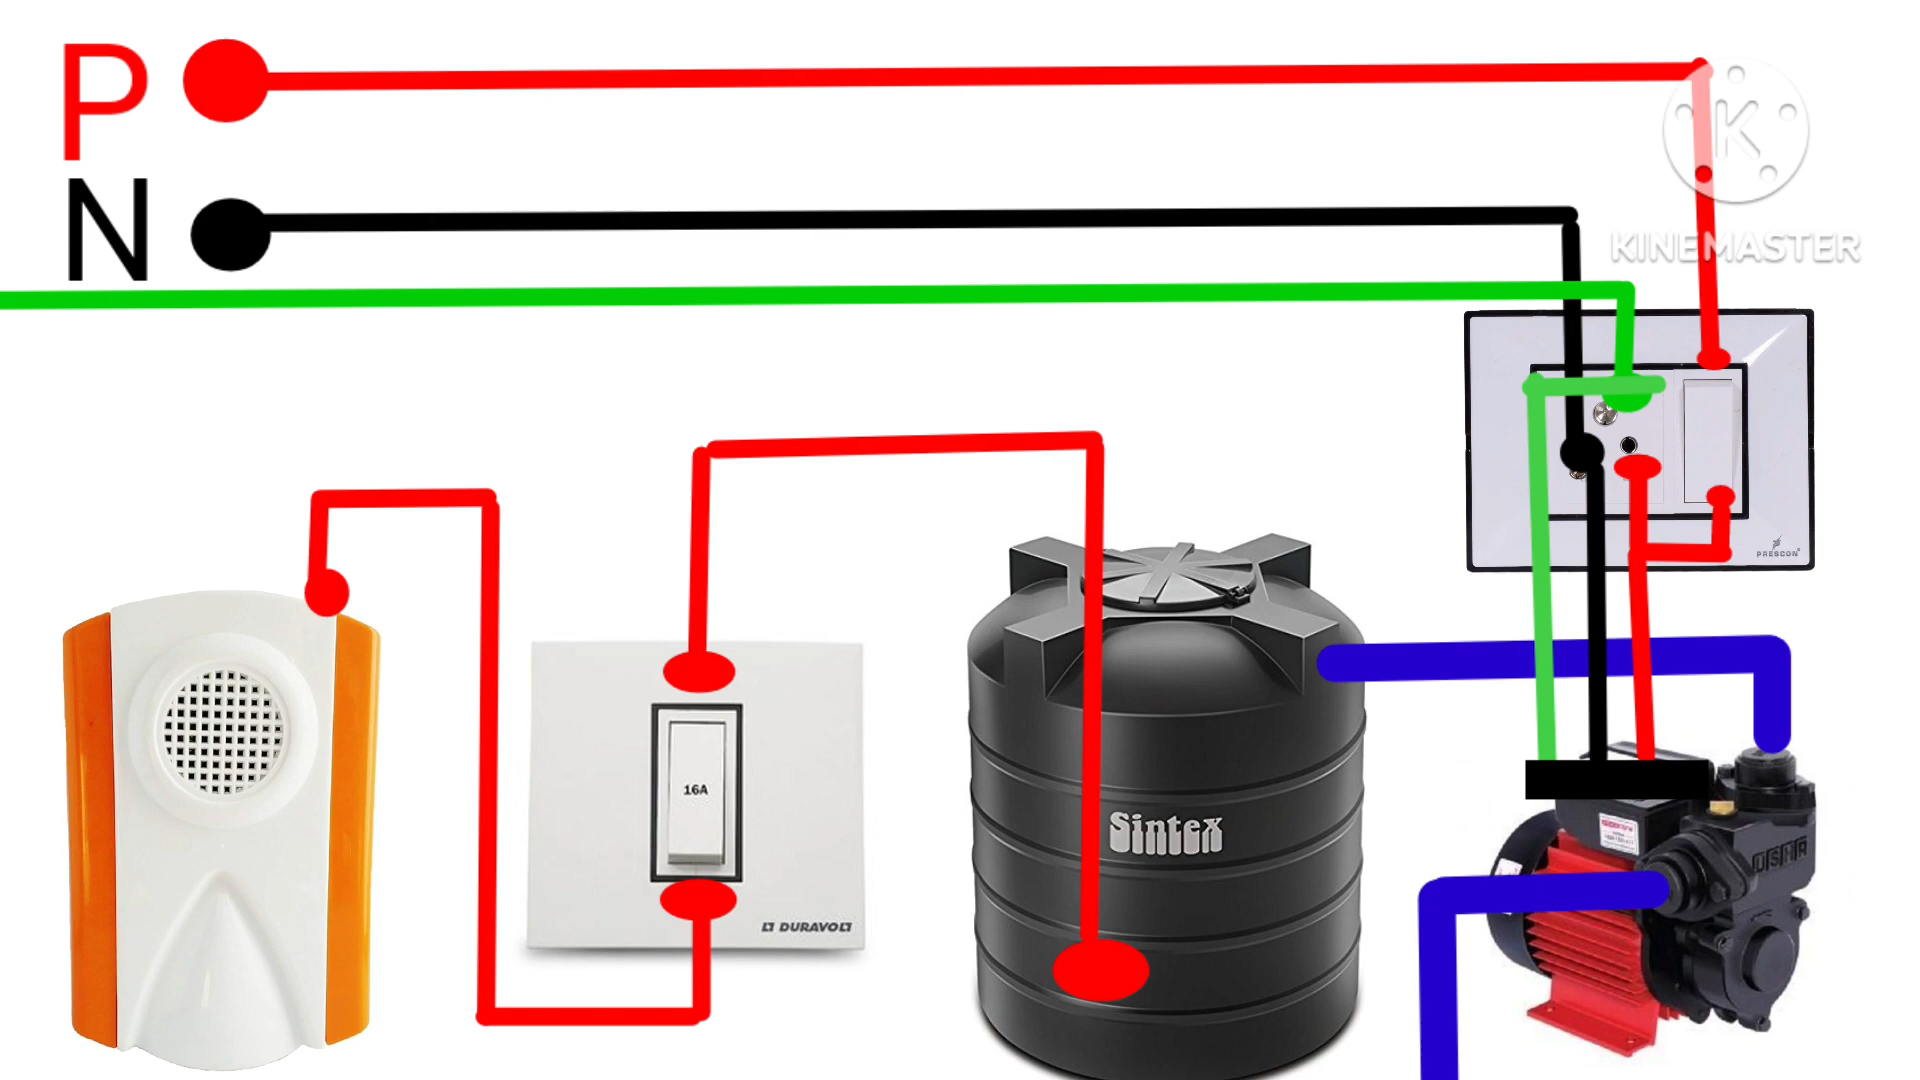 P
N
KINEMASTER
PRESCON
16A
DURAVOLT
Sintex
USHA